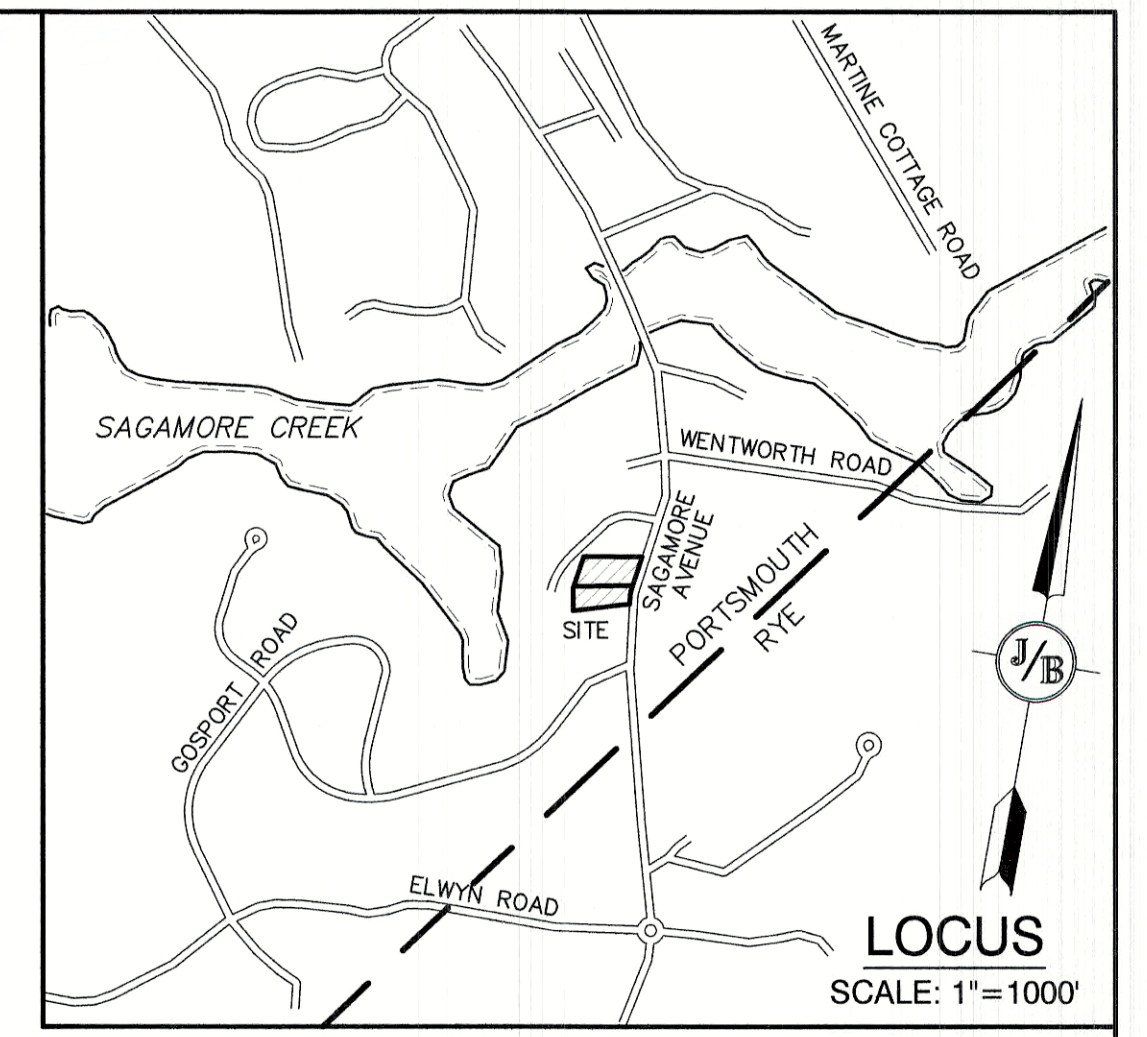 MARTINE COTTAGE ROAD
SAGAMORE CREEK
WENTWORTH ROAD
SAGAMORE
AVENUE
PORTSMOUTH
RYE
SITE
GOSPORT ROAD
J/B
ELWYN ROAD
LOCUS
SCALE: 1"=1000'